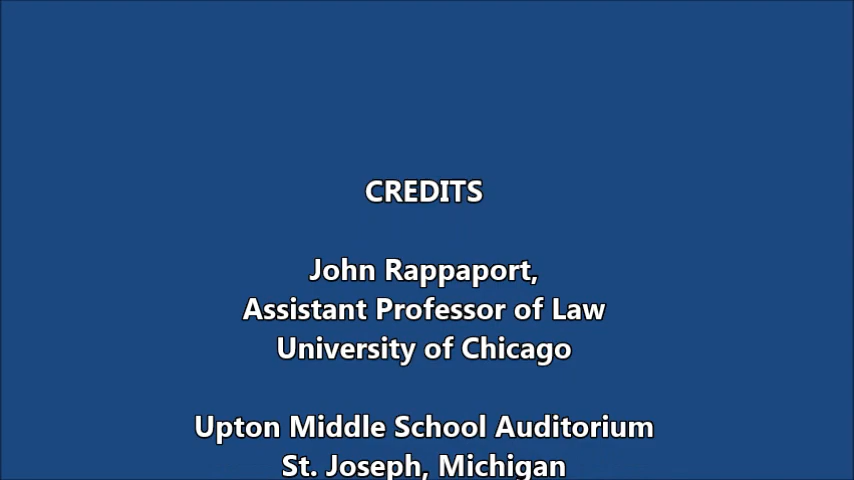 CREDITS
John Rappaport,
Assistant Professor of Law
University of Chicago
Upton Middle School Auditorium
St. Joseph, Michigan